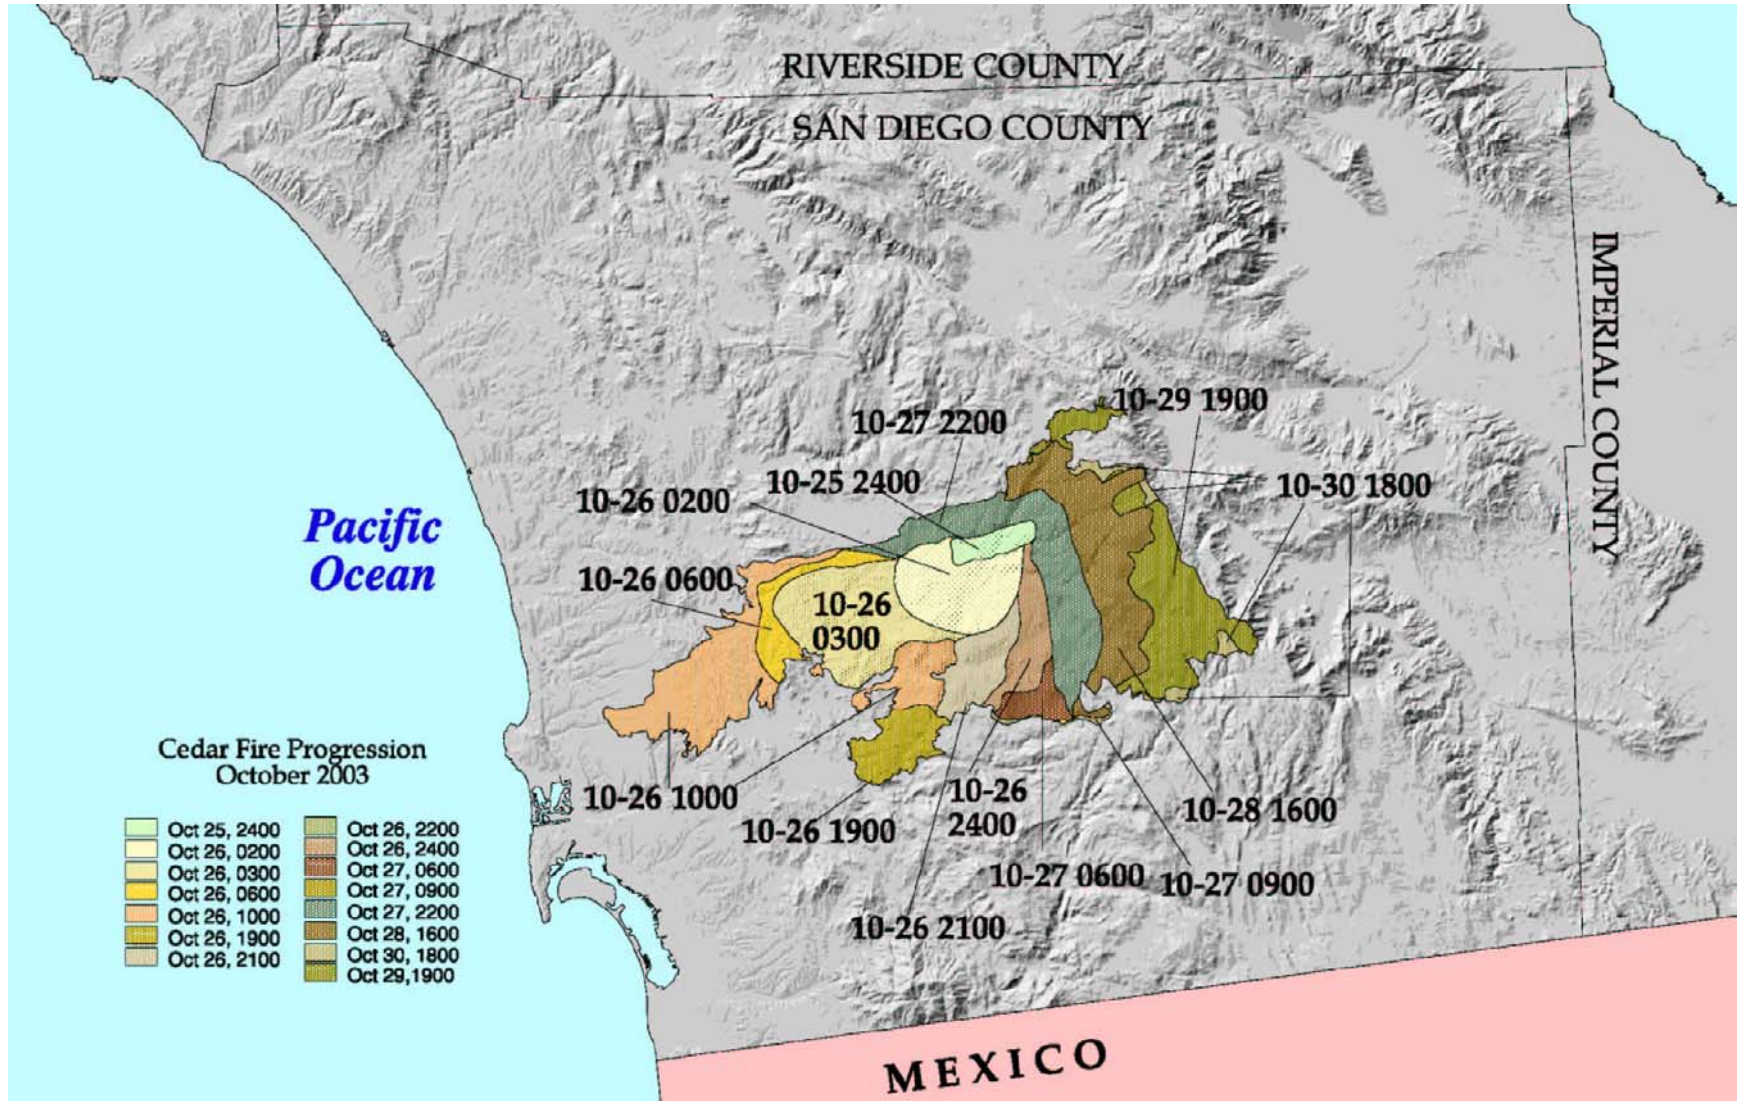 RIVERSIDE COUNTY
SAN DIEGO COUNTY
IMPERIAL COUNTY
10-29 1900
10-27 2200
10-25 2400
10-30 1800
10-26 0200
Pacific
Ocean
10-26 0600
10-26
0300
Cedar Fire Progression
October 2003
10-26 1000
10-26 1900
10-26
2400
10-28 1600
10-27 0600
10-27 0900
10-26 2100
Oct 25, 2400
Oct 26, 0200
Oct 26, 0300
Oct 26, 0600
Oct 26, 1000
Oct 26, 1900
Oct 26, 2100
Oct 26, 2200
Oct 26, 2400
Oct 27, 0600
Oct 27, 0900
Oct 27, 2200
Oct 28, 1600
Oct 30, 1800
Oct 29,1900
MEXICO